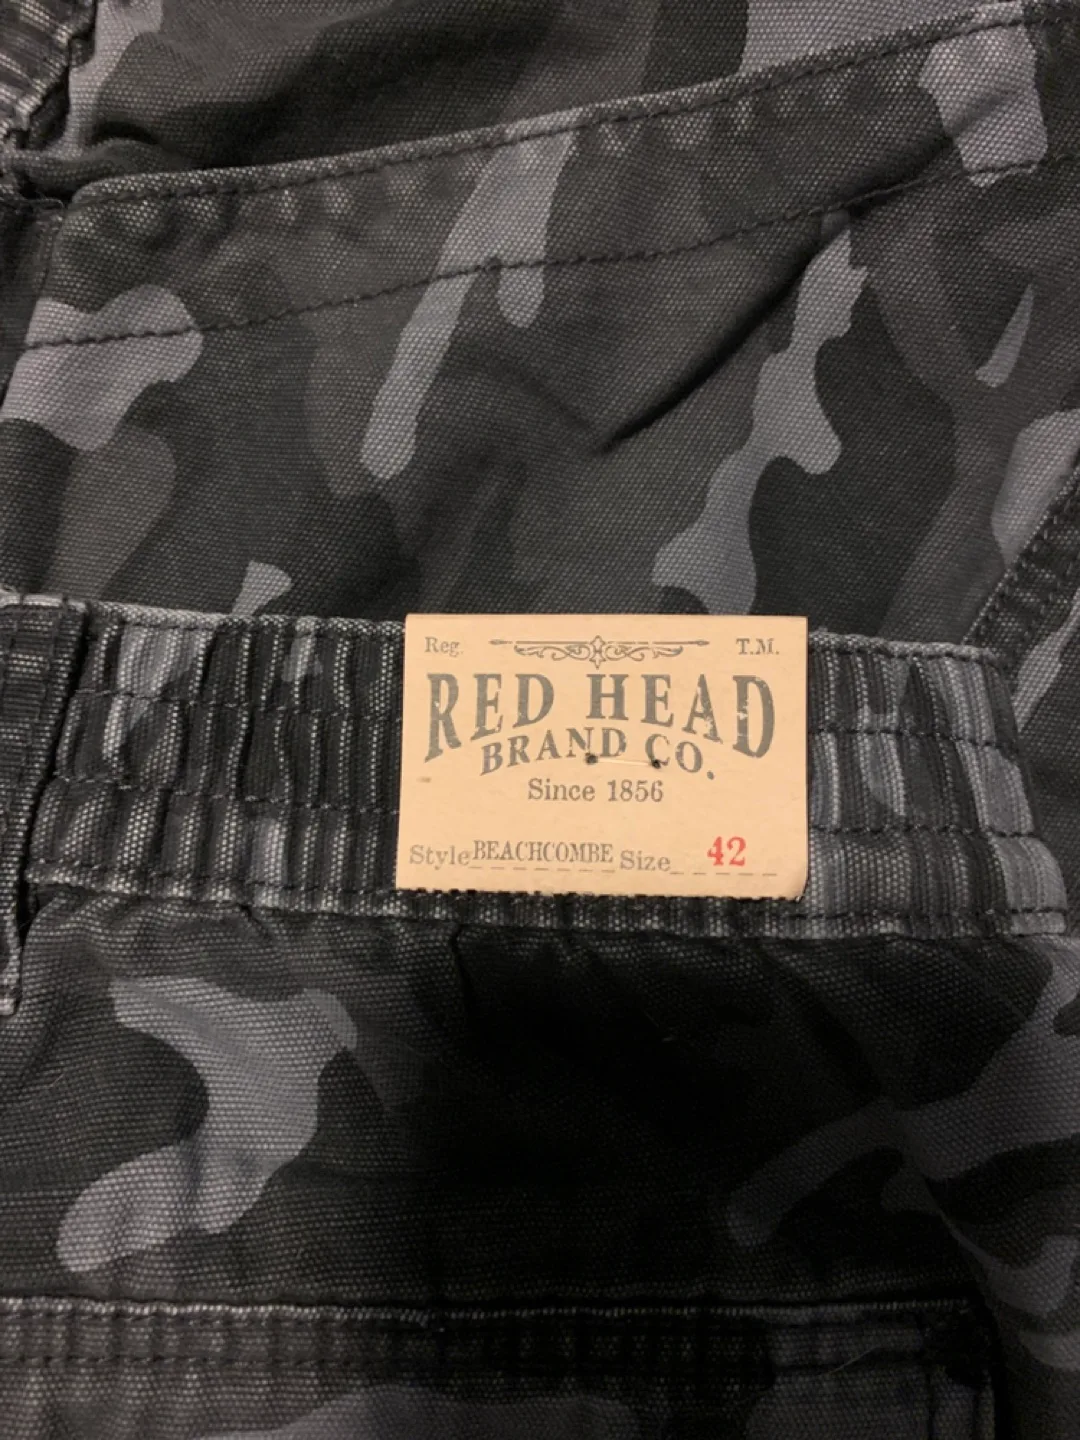 Reg. T.M.
RED HEAD
BRAND CO.
Since 1856
Style BEACHCOMBE Size 42